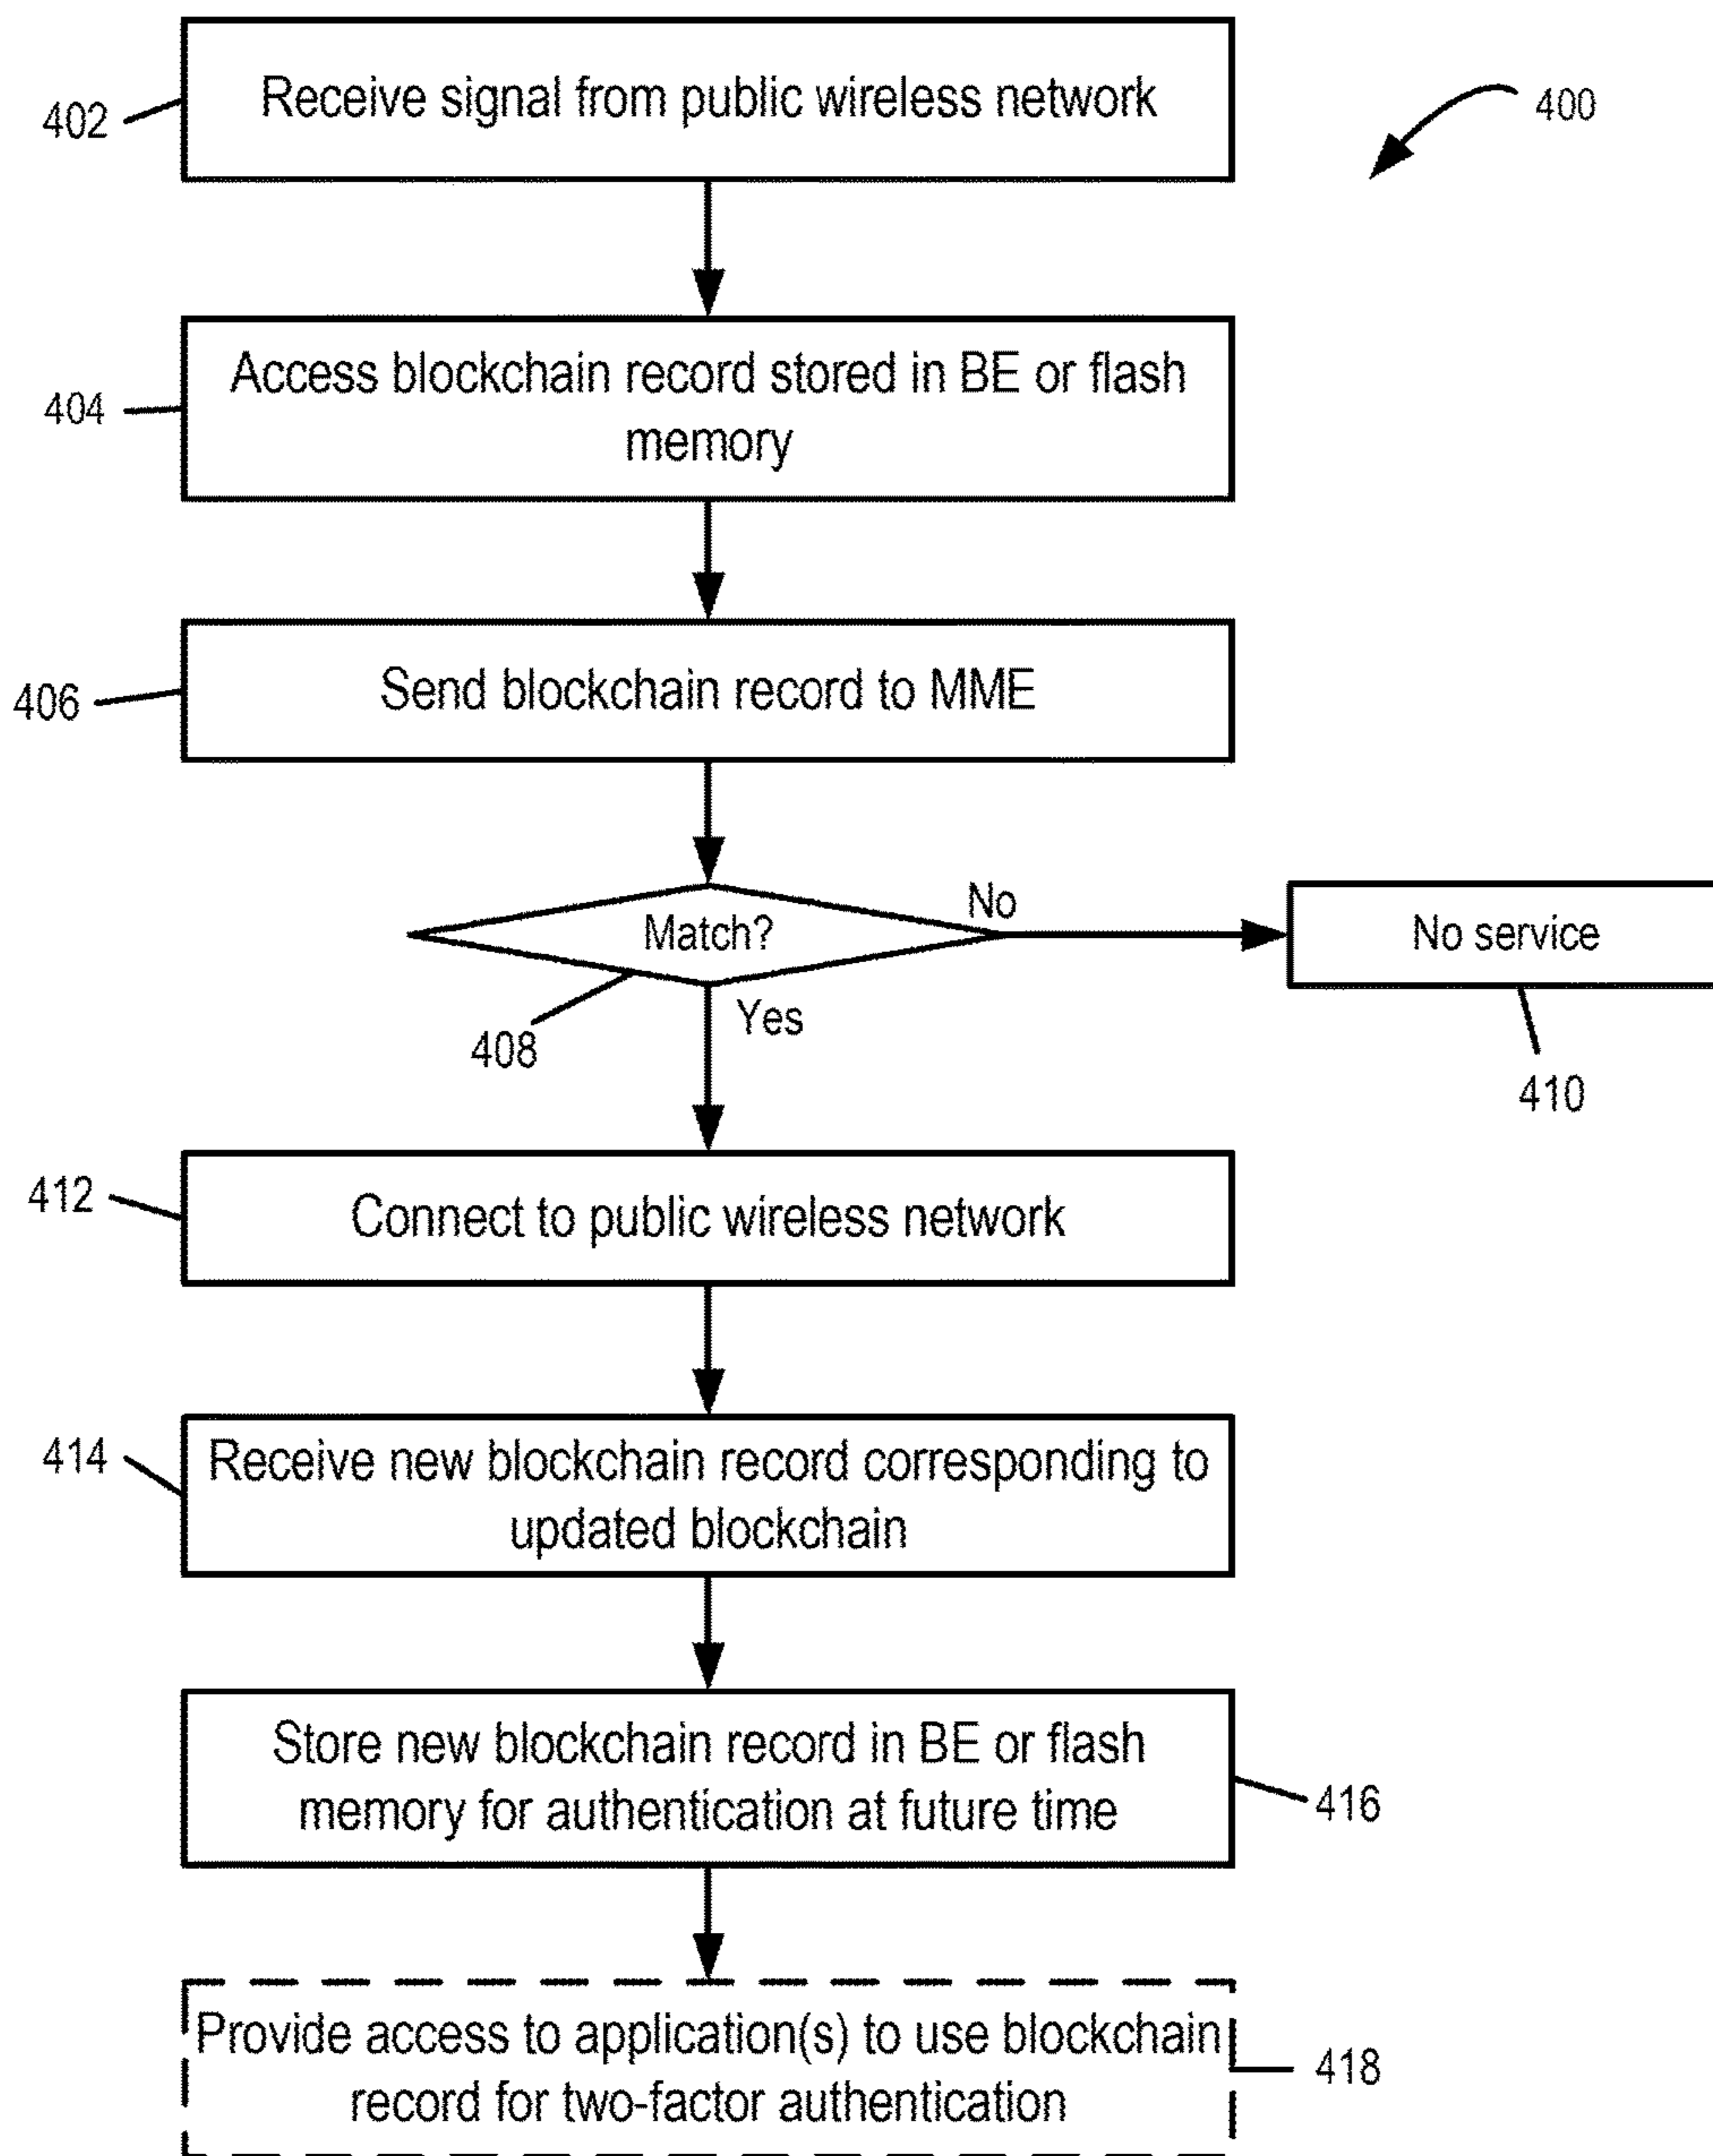 Receive signal from public wireless network
402
400
Access blockchain record stored in BE or flash
memory
404
Send blockchain record to MME
406
Match?
No
No service
Yes
408
410
Connect to public wireless network
412
Receive new blockchain record corresponding to
updated blockchain
414
Store new blockchain record in BE or flash
memory for authentication at future time
416
Provide access to application(s) to use blockchain
record for two-factor authentication
418